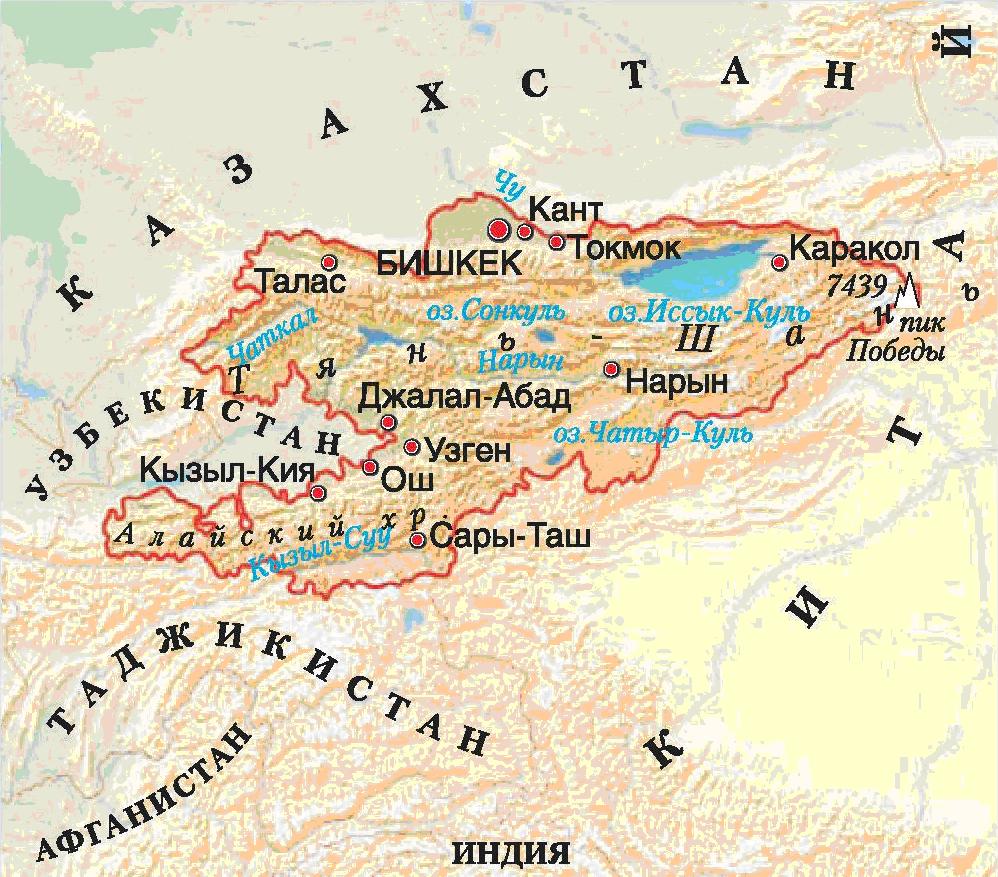 КАЗАХСТАН
КИТАЙ
Чу
Кант
БИШКЕК
Токмок
Каракол
Талас
7439
пик
Победы
оз.Сонкуль
оз.Иссык-Куль
Чаткал
Тянь-Шань
Нарын
Нарын
Джалал-Абад
УЗБЕКИСТАН
оз.Чатыр-Куль
Узген
Кызыл-Кия
Ош
Алайский хр.
Кызыл-Суу
Сары-Таш
ТАДЖИКИСТАН
АФГАНИСТАН
ИНДИЯ